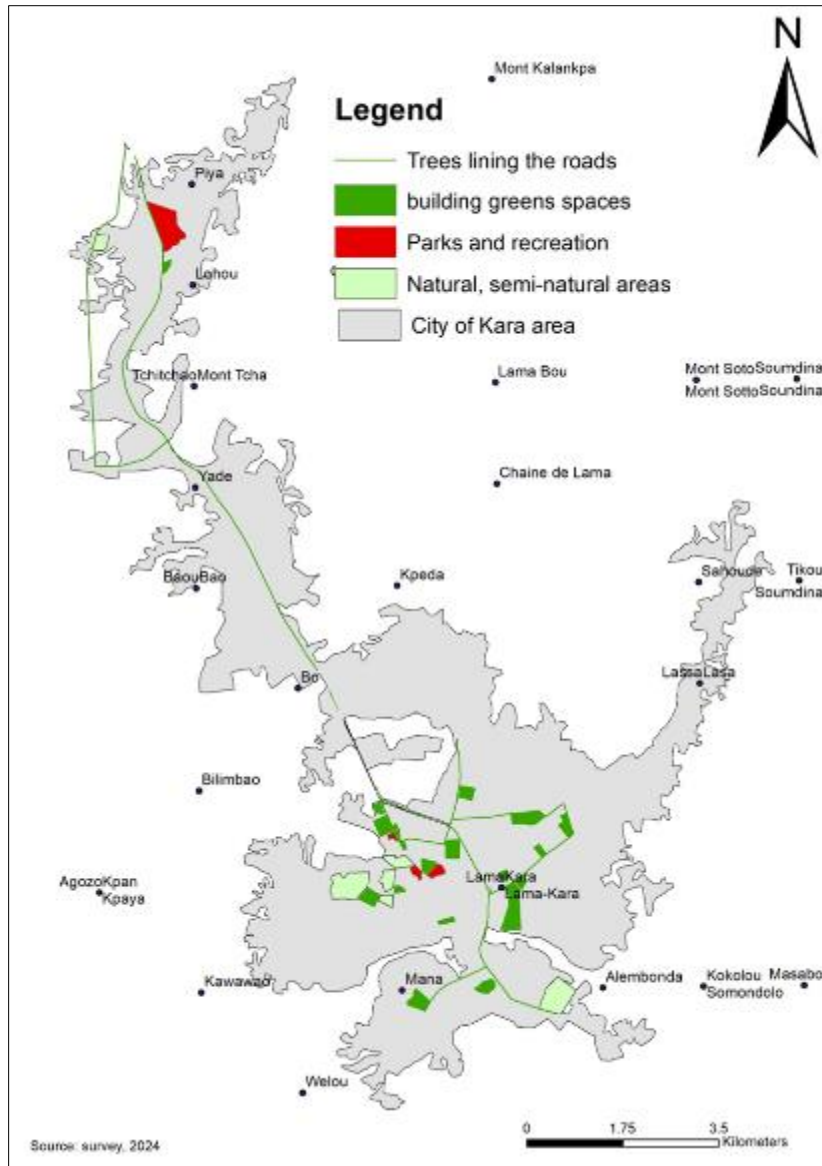 N
Mont Kalankpa
Legend
Trees lining the roads
building greens spaces
Parks and recreation
Natural, semi-natural areas
City of Kara area
Piya
Lohou
TchitchaoMont Tcha
Lama Bou
Mont SotoSoumdina
Mont SottoSoumdina
Yade
Chaine de Lama
BaouBao
Kpeda
Sahoude
Tikou
Soumdina
LassaLasa
Bo
Bilimbao
AgozoKpan
Kpaya
LamaKara
Lama-Kara
Kawawao
Mana
Alembonda
Kokolou
Somondolo
Masabo
Welou
Source: survey, 2024
0 1.75 3.5
Kilometers